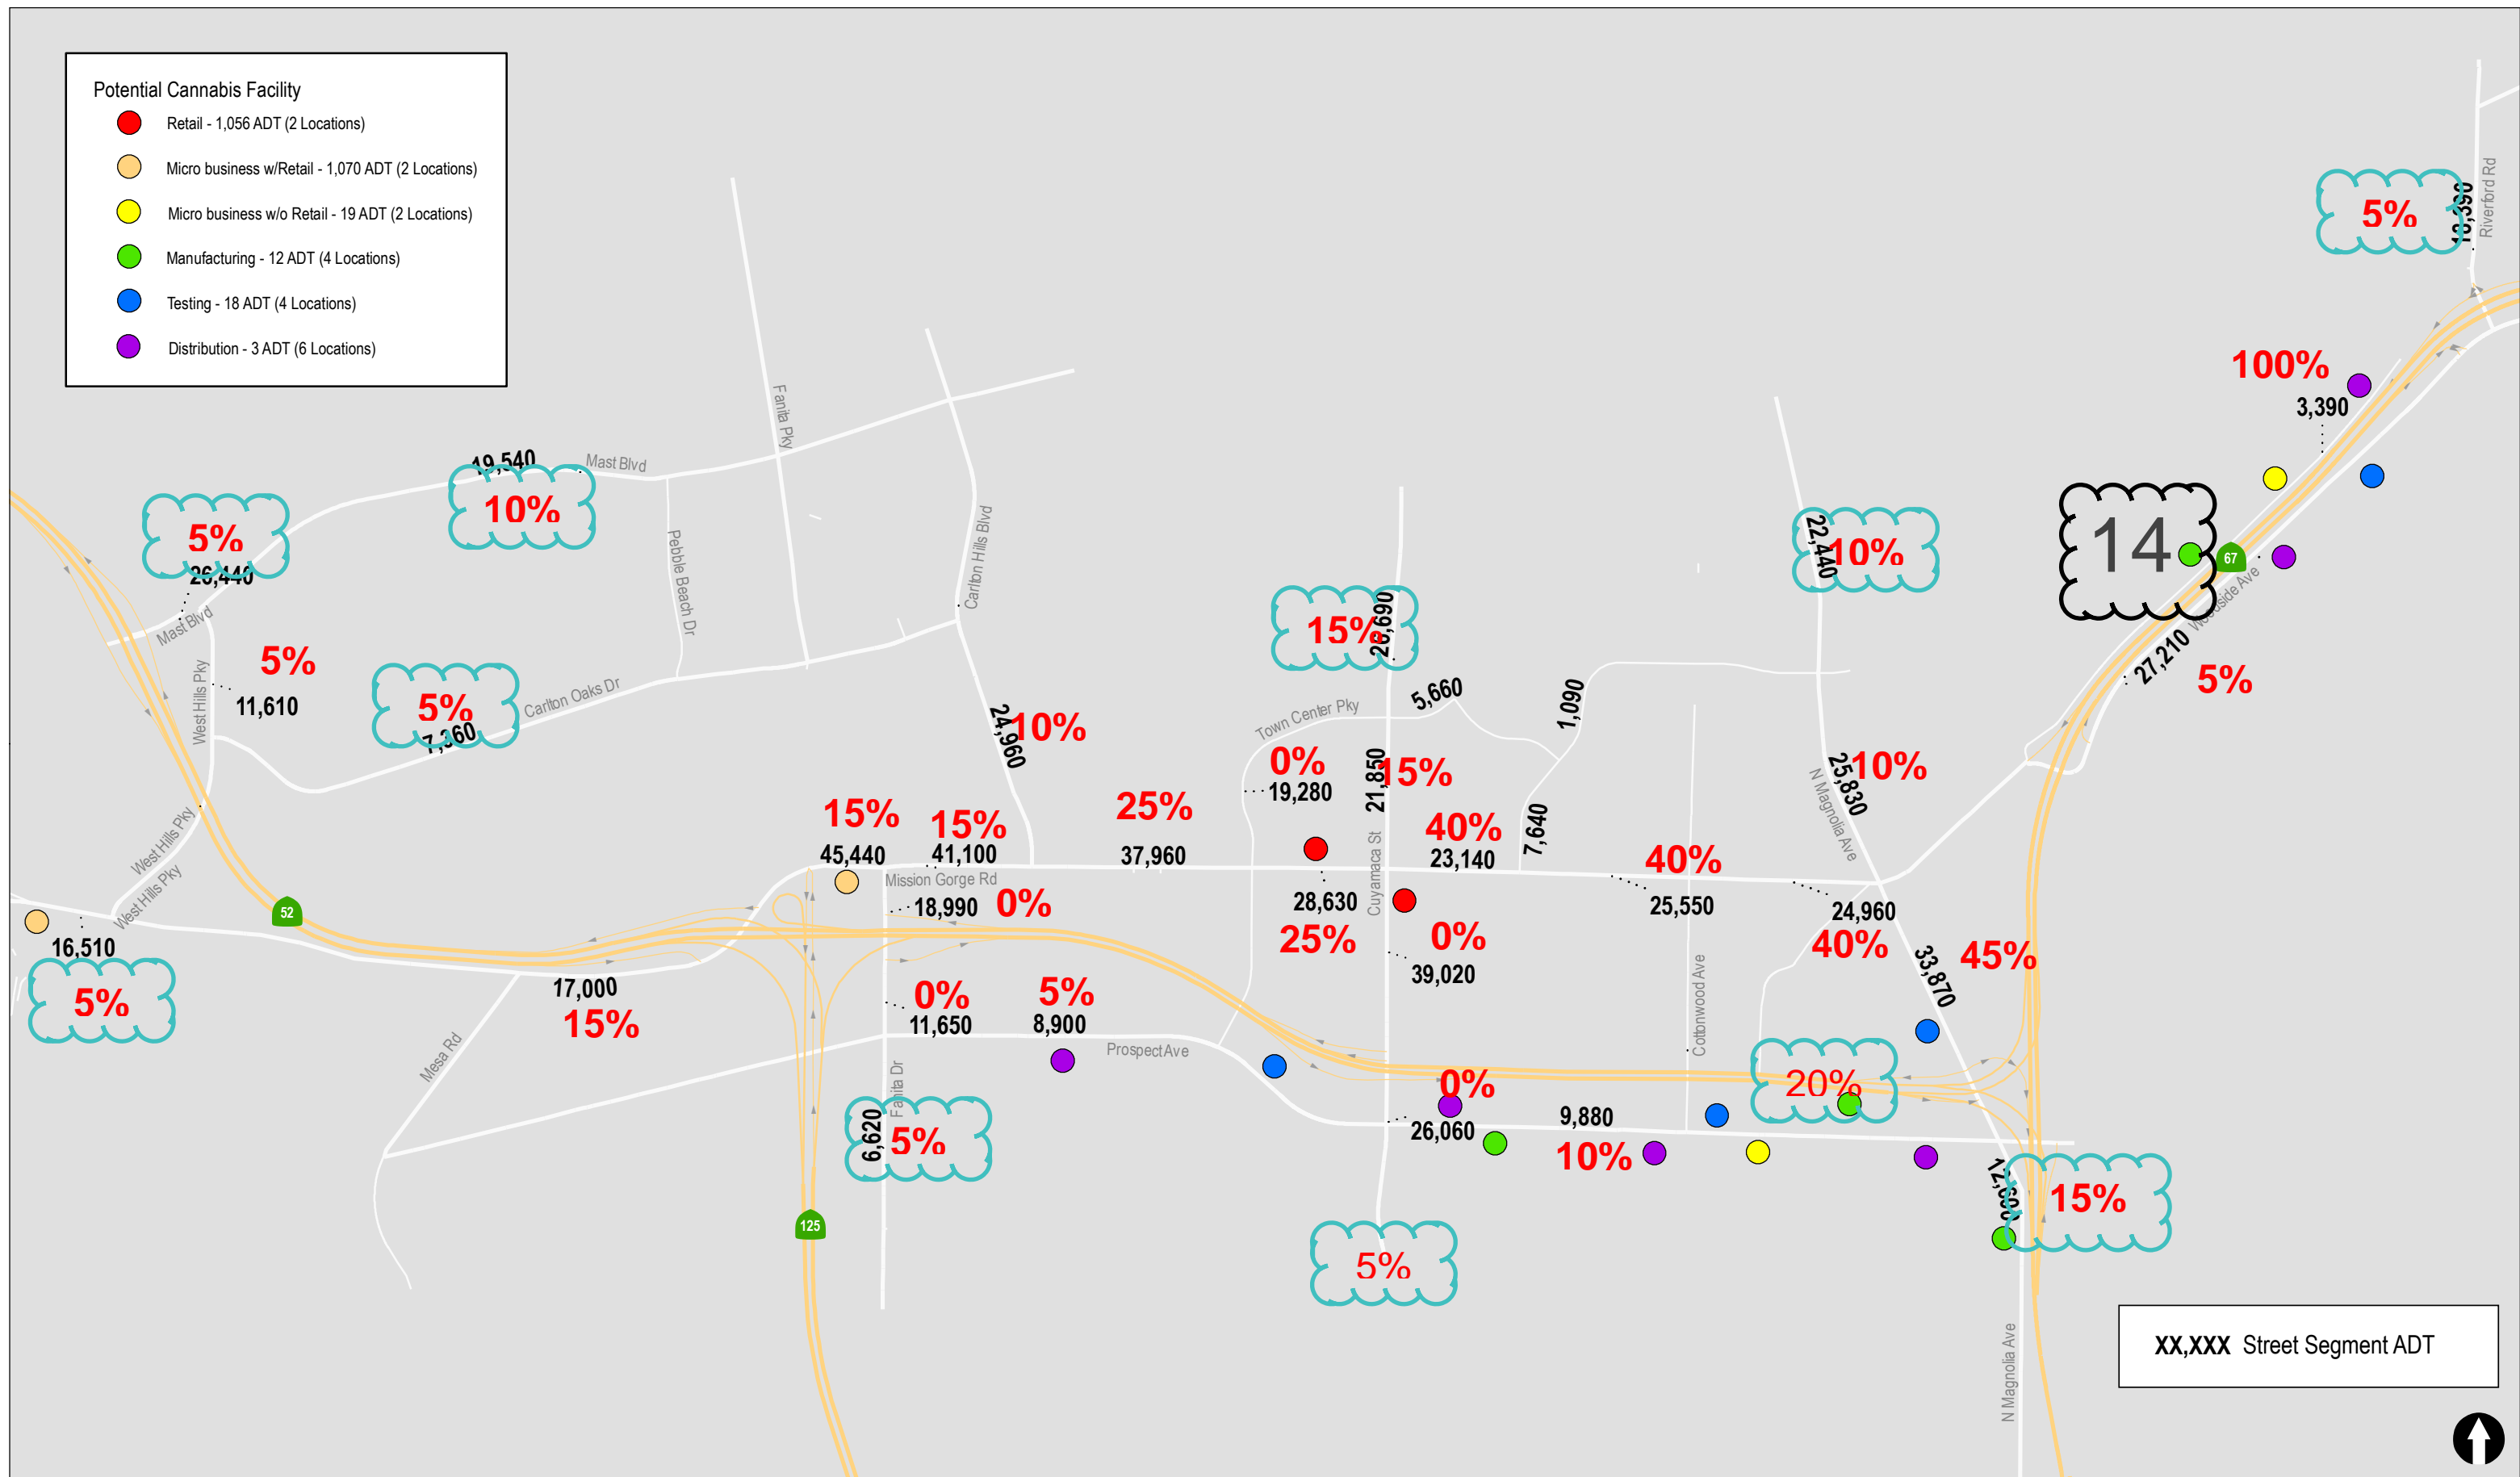 Potential Cannabis Facility
Retail - 1,056 ADT (2 Locations)
Micro business w/Retail - 1,070 ADT (2 Locations)
Micro business w/o Retail - 19 ADT (2 Locations)
Manufacturing - 12 ADT (4 Locations)
Testing - 18 ADT (4 Locations)
Distribution - 3 ADT (6 Locations)
5%
Riverford Rd
100%
3,390
Fanita Pky
19,540
Mast Blvd
10%
5%
26,440
Mast Blvd
Pebble Beach Dr
Carlton Hills Blvd
22,440
10%
14
67
Woodside Ave
27,210
5%
15%
5%
11,610
West Hills Pky
5%
7,360
Carlton Oaks Dr
24,960
10%
Town Center Pky
5,660
1,090
0%
19,280
21,850
15%
25,830
10%
N Magnolia Ave
15%
45,440
15%
41,100
25%
37,960
40%
23,140
7,640
40%
25,550
24,960
40%
West Hills Pky
West Hills Pky
Mission Gorge Rd
18,990
0%
28,630
25%
Cuyamaca St
0%
39,020
33,870
45%
52
16,510
5%
17,000
15%
0%
11,650
5%
8,900
Prospect Ave
Cottonwood Ave
Mesa Rd
Fanita Dr
6,620
5%
0%
26,060
9,880
10%
20%
15%
125
5%
N Magnolia Ave
XX,XXX Street Segment ADT